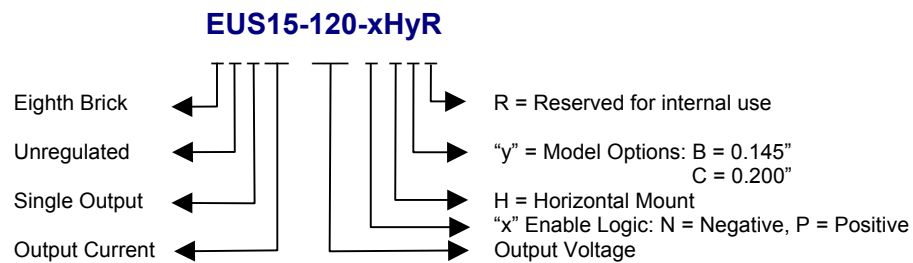 EUS15-120-xHyR
Eighth Brick
R = Reserved for internal use
Unregulated
“y” = Model Options: B = 0.145”
C = 0.200”
Single Output
H = Horizontal Mount
“x” Enable Logic: N = Negative, P = Positive
Output Current
Output Voltage